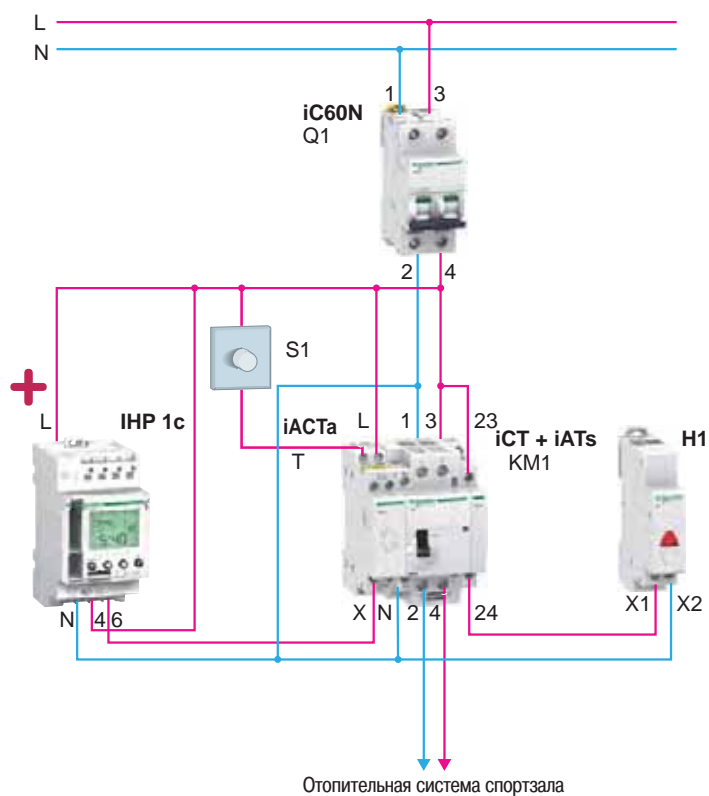 L
N
1 3
iC60N
Q1
2 4
S1
L
IHP 1c
iACTa
L
1 3
23
T
iCT + iATs
KM1
H1
N 4 6
X N 2 4 24
X1 X2
Отопительная система спортзала